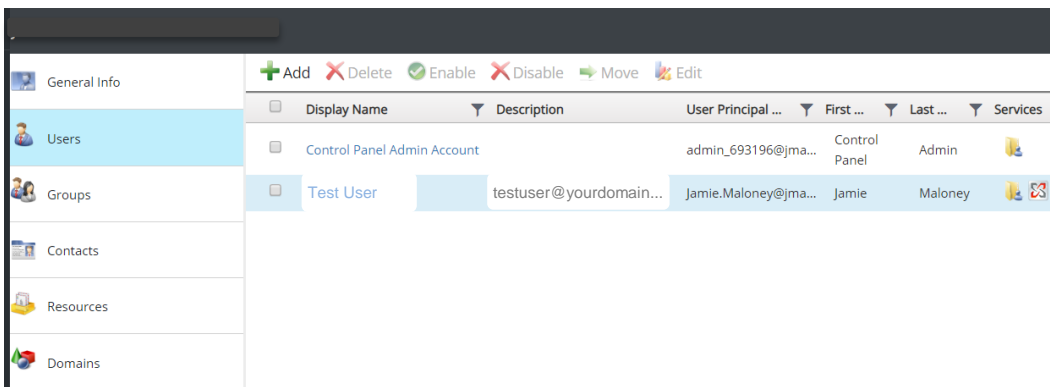 General Info
Users
Groups
Contacts
Resources
Domains
Add Delete Enable Disable Move Edit
Display Name Description User Principal ... First ... Last ... Services
Control Panel Admin Account admin_693196@jma... Control Panel Admin
Test User testuser@yourdomain... Jamie.Maloney@jma... Jamie Maloney